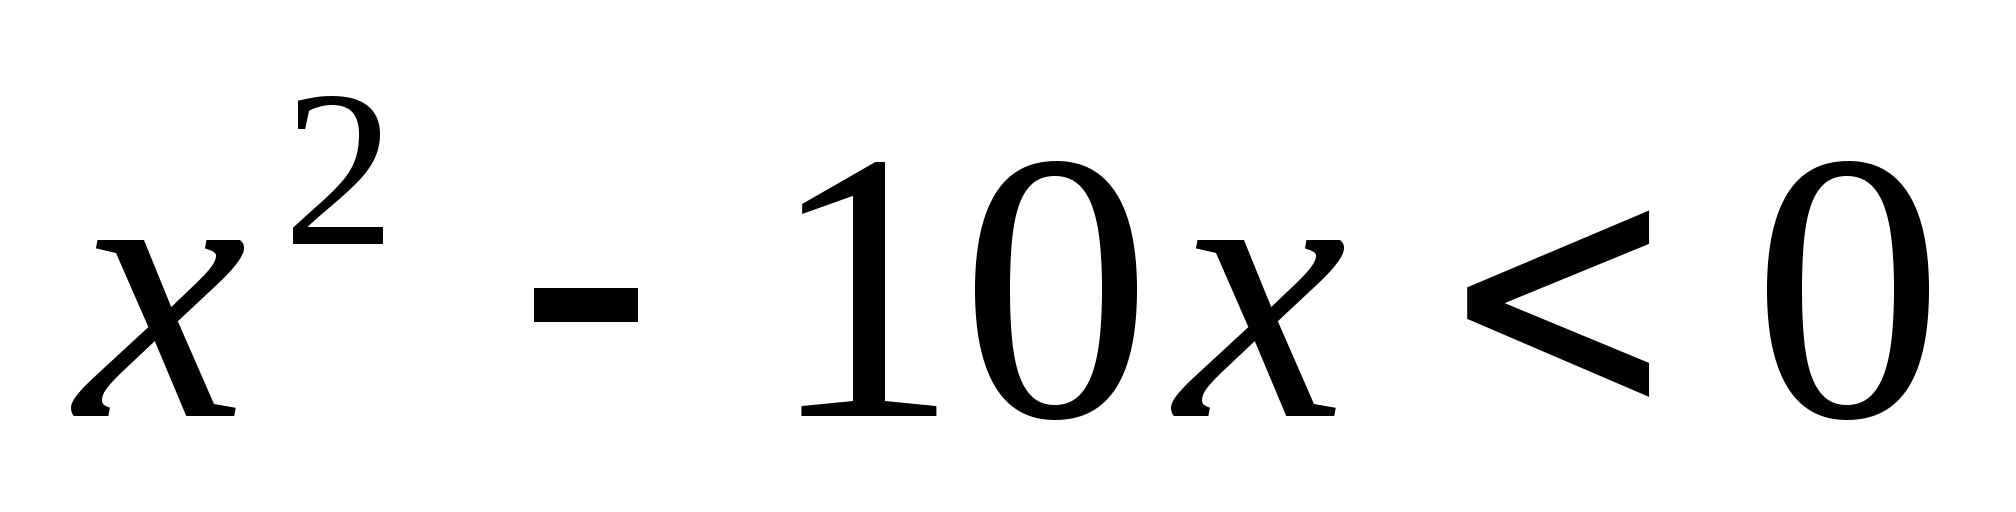 x² - 10x < 0